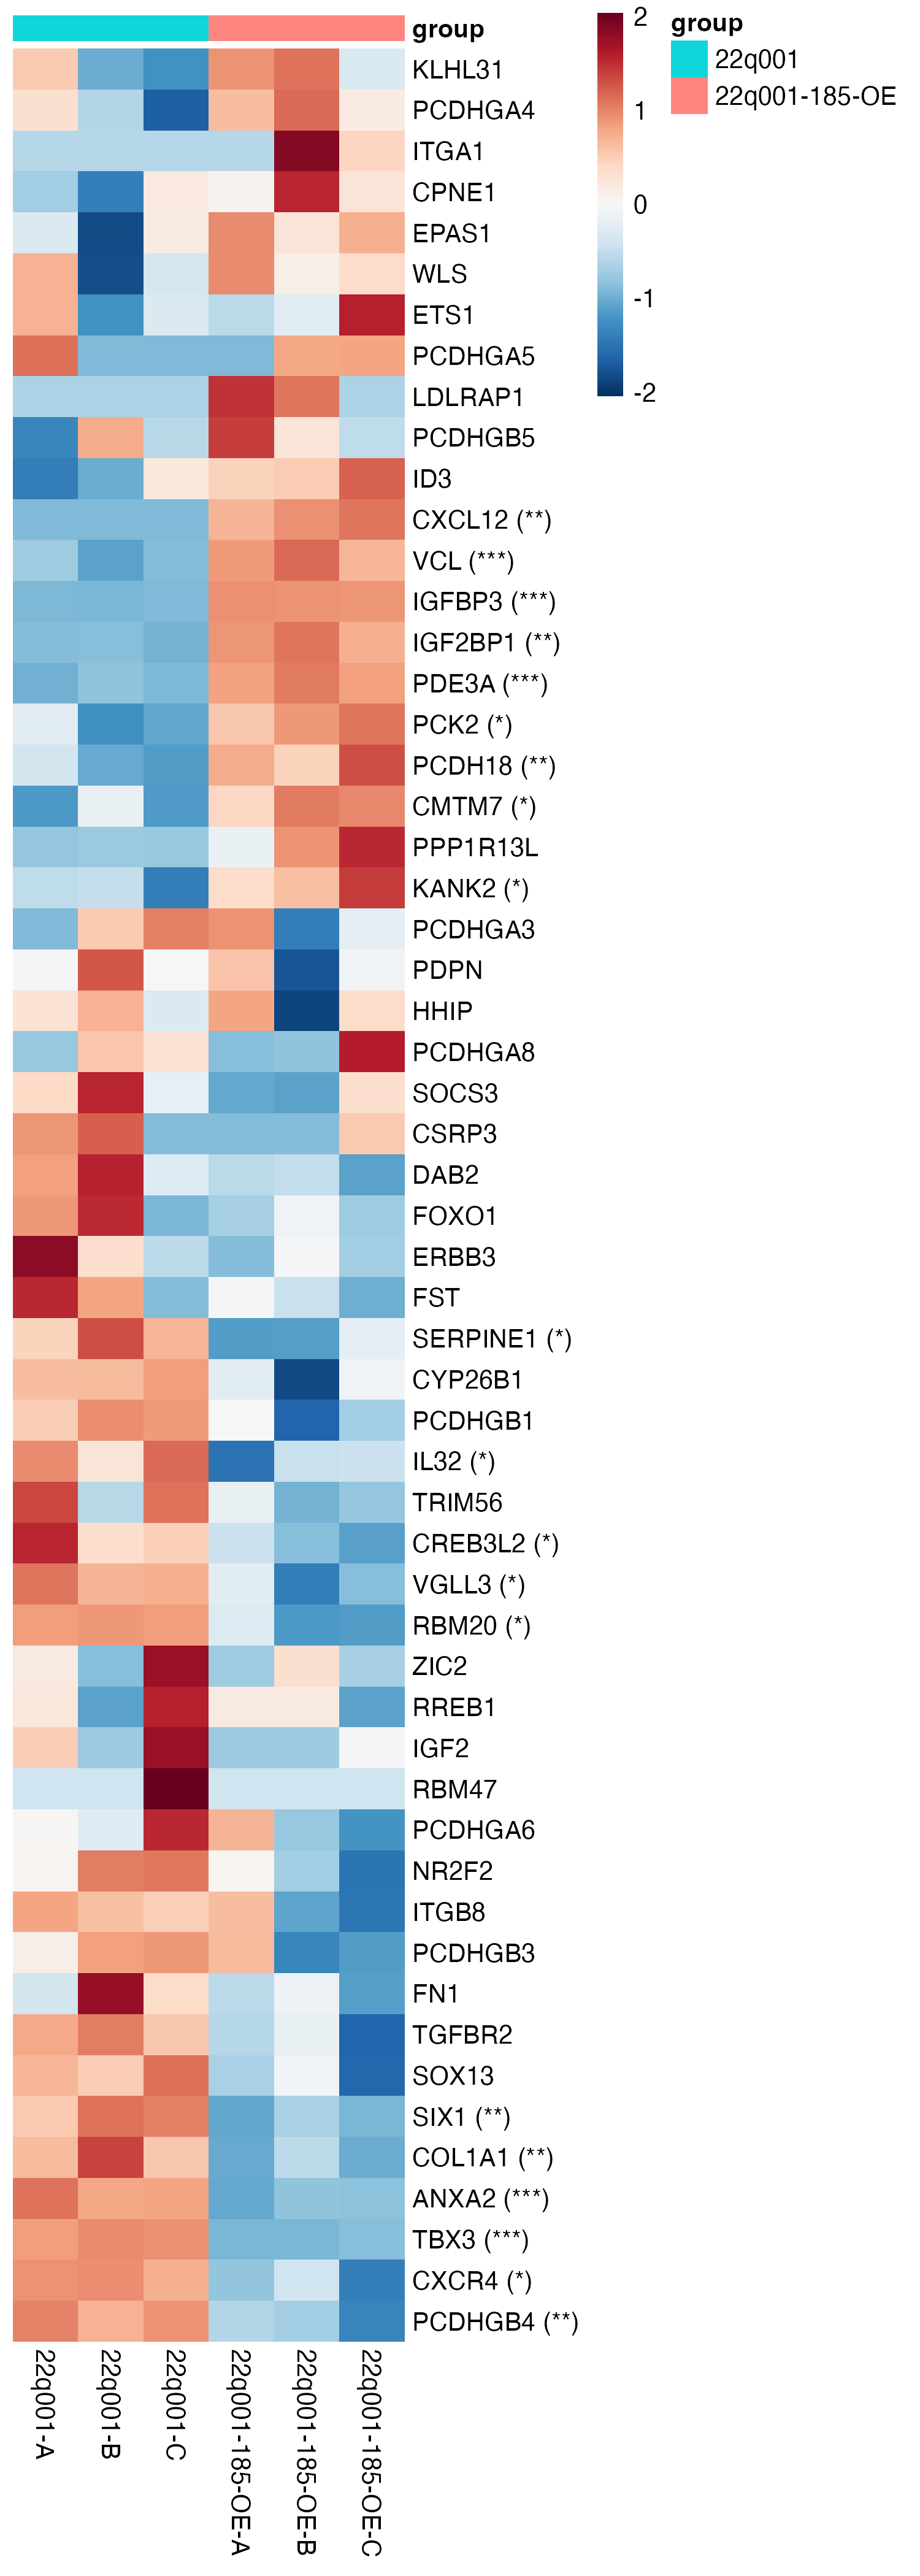 group
KLHL31
PCDHGA4
ITGA1
CPNE1
EPAS1
WLS
ETS1
PCDHGA5
LDLRAP1
PCDHGB5
ID3
CXCL12 (**)
VCL (***)
IGFBP3 (***)
IGF2BP1 (**)
PDE3A (***)
PCK2 (*)
PCDH18 (**)
CMTM7 (*)
PPP1R13L
KANK2 (*)
PCDHGA3
PDPN
HHIP
PCDHGA8
SOCS3
CSRP3
DAB2
FOXO1
ERBB3
FST
SERPINE1 (*)
CYP26B1
PCDHGB1
IL32 (*)
TRIM56
CREB3L2 (*)
VGLL3 (*)
RBM20 (*)
ZIC2
RREB1
IGF2
RBM47
PCDHGA6
NR2F2
ITGB8
PCDHGB3
FN1
TGFBR2
SOX13
SIX1 (**)
COL1A1 (**)
ANXA2 (***)
TBX3 (***)
CXCR4 (*)
PCDHGB4 (**)
22q001-A
22q001-B
22q001-C
22q001-185-OE-A
22q001-185-OE-B
22q001-185-OE-C
2
1
0
-1
-2
group
22q001
22q001-185-OE